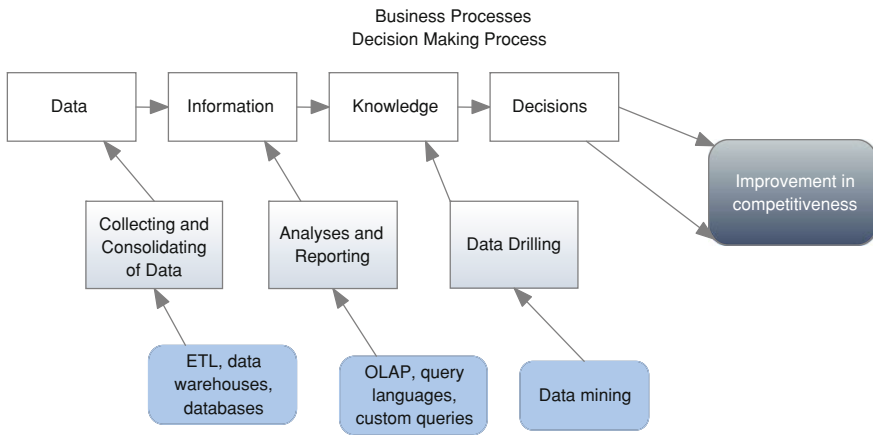 Business Processes
Decision Making Process
Data
Information
Knowledge
Decisions
Improvement in
competitiveness
Collecting and
Consolidating
of Data
Analyses and
Reporting
Data Drilling
ETL, data
warehouses,
databases
OLAP, query
languages,
custom queries
Data mining